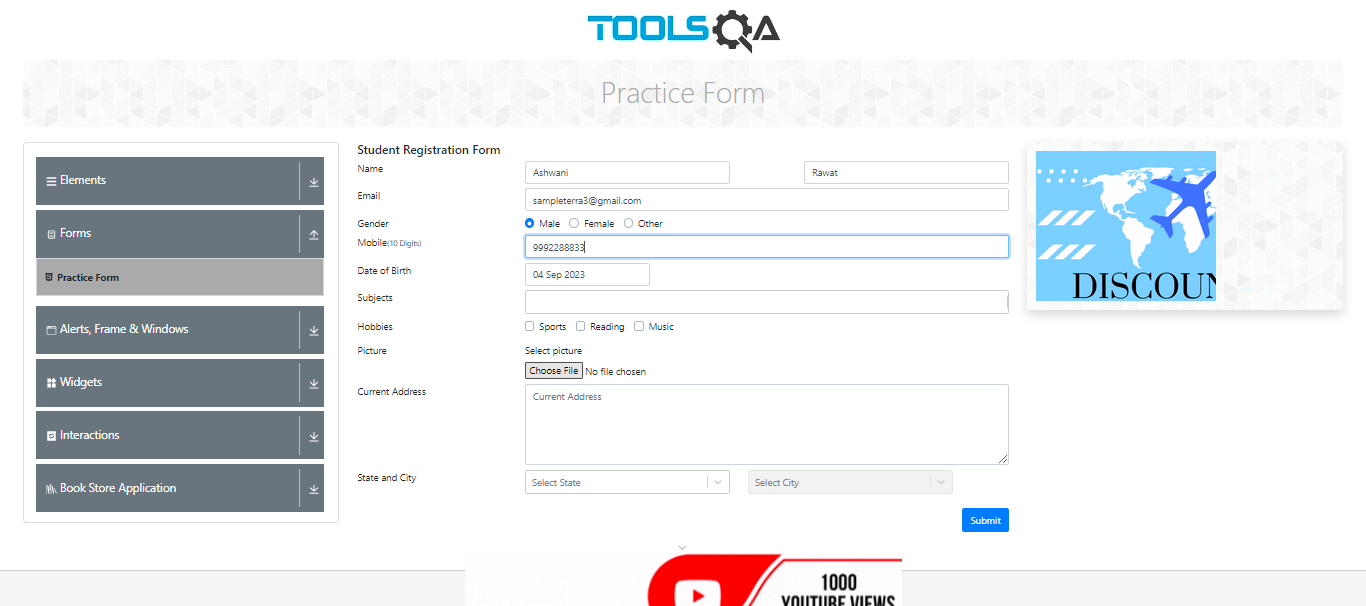 TOOLSQA
Practice Form
Elements
Forms
Practice Form
Alerts, Frame & Windows
Widgets
Interactions
Book Store Application
Student Registration Form
Name Ashwani Rawat
Email sampleterra3@gmail.com
Gender Male Female Other
Mobile(10 Digits) 9992288833
Date of Birth 04 Sep 2023
Subjects
Hobbies Sports Reading Music
Picture Select picture
Choose File No file chosen
Current Address Current Address
State and City Select State Select City
Submit
DISCOUN
1000
YOUTUBE VIEWS